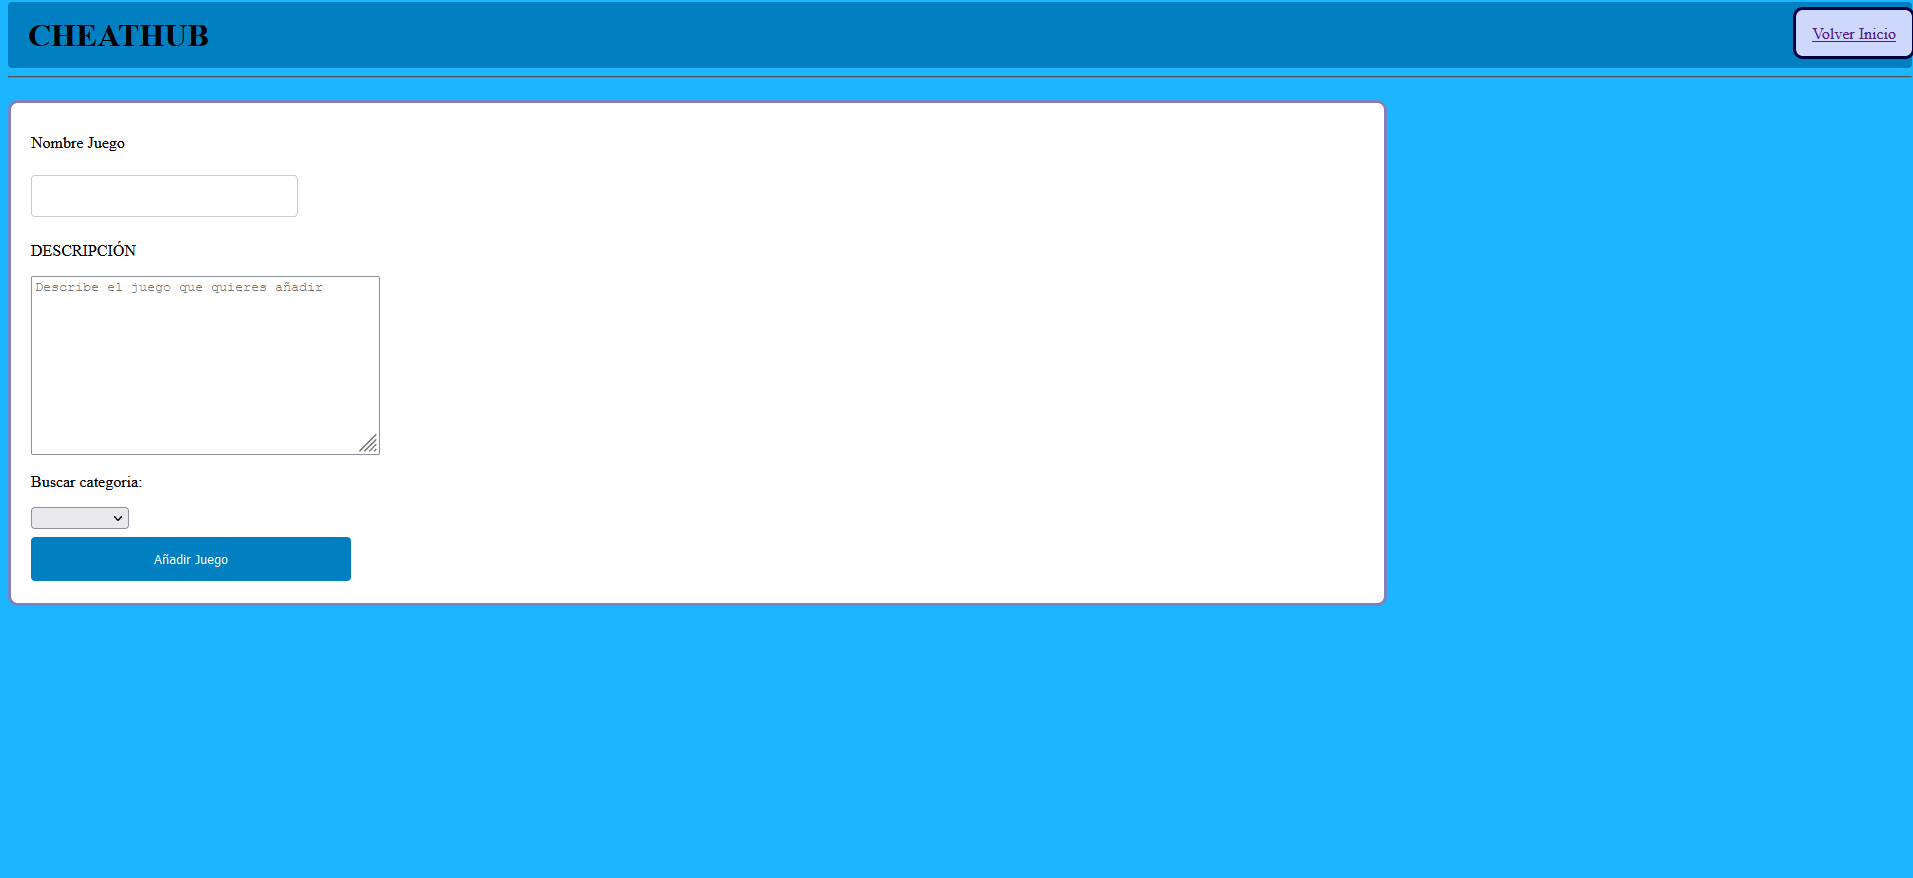 CHEATHUB
Volver Inicio
Nombre Juego
DESCRIPCIÓN
Describe el juego que quieres añadir
Buscar categoria:
Añadir Juego